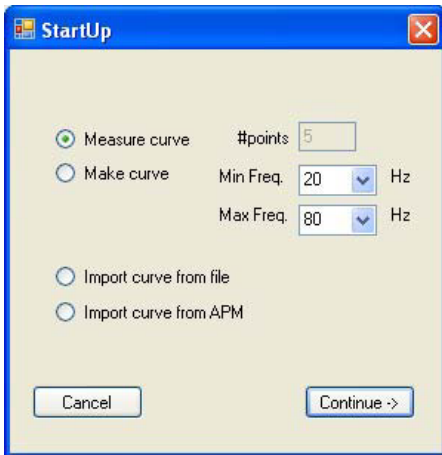 StartUp
Measure curve #points 5
Make curve Min Freq. 20 Hz
Max Freq. 80 Hz
Import curve from file
Import curve from APM
Cancel Continue ->